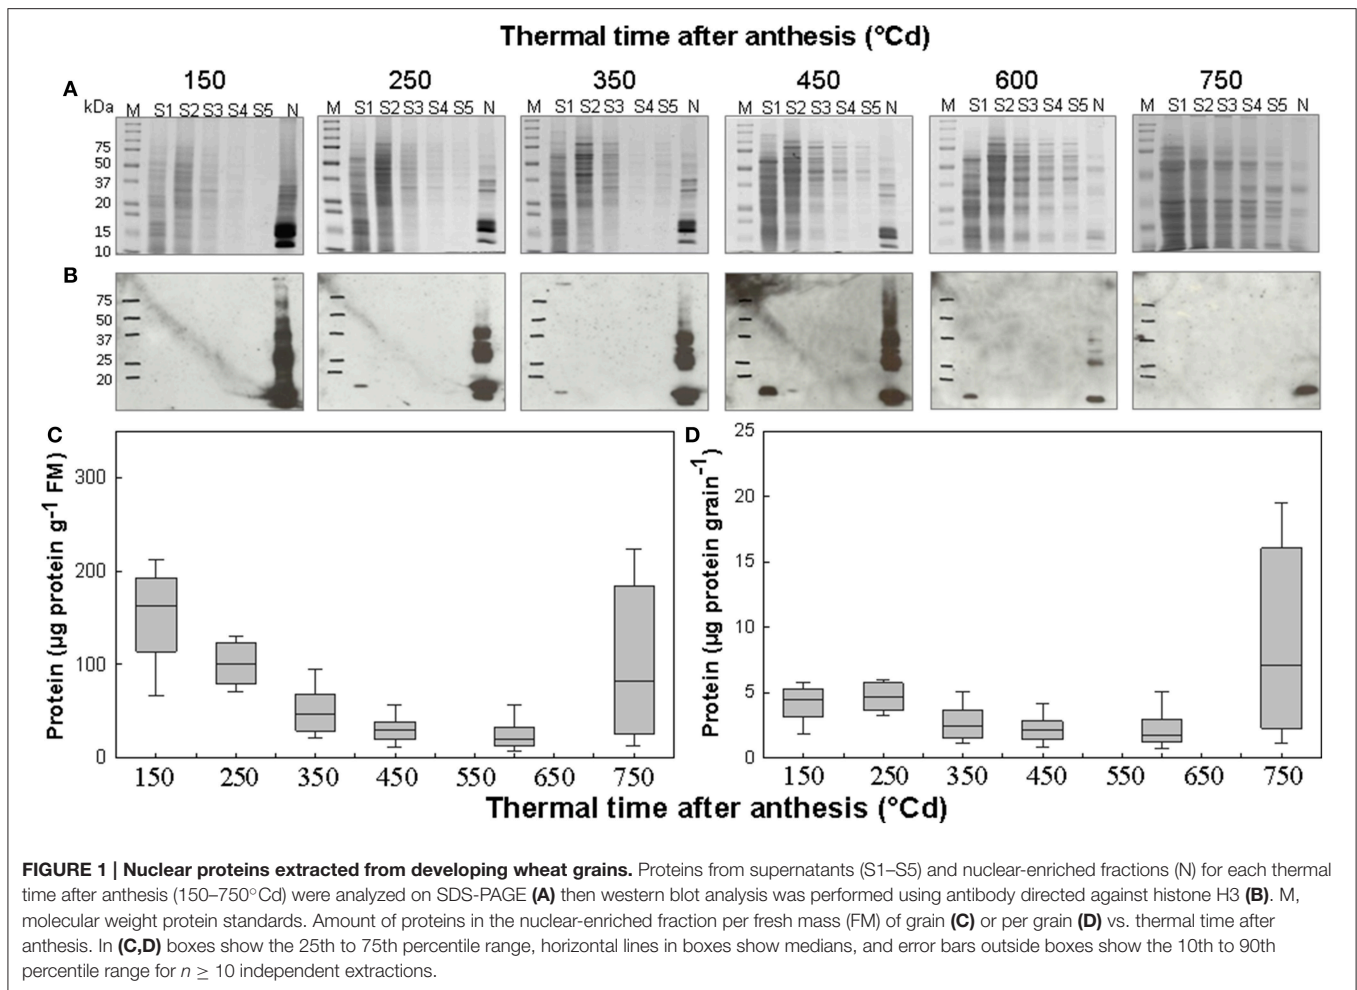 Thermal time after anthesis (°Cd)
150 250 350 450 600 750
A
kDa M S1 S2 S3 S4 S5 N M S1 S2 S3 S4 S5 N M S1 S2 S3 S4 S5 N M S1 S2 S3 S4 S5 N M S1 S2 S3 S4 S5 N M S1 S2 S3 S4 S5 N
75
50
37
20
15
10
B
75
50
37
25
20
C
Protein (µg protein g-1 FM)
300
200
100
0
150 250 350 450 550 650 750
D
Protein (µg protein grain-1)
25
20
15
10
5
0
150 250 350 450 550 650 750
Thermal time after anthesis (°Cd)
FIGURE 1 | Nuclear proteins extracted from developing wheat grains. Proteins from supernatants (S1–S5) and nuclear-enriched fractions (N) for each thermal
time after anthesis (150–750°Cd) were analyzed on SDS-PAGE (A) then western blot analysis was performed using antibody directed against histone H3 (B). M,
molecular weight protein standards. Amount of proteins in the nuclear-enriched fraction per fresh mass (FM) of grain (C) or per grain (D) vs. thermal time after
anthesis. In (C,D) boxes show the 25th to 75th percentile range, horizontal lines in boxes show medians, and error bars outside boxes show the 10th to 90th
percentile range for n ≥ 10 independent extractions.